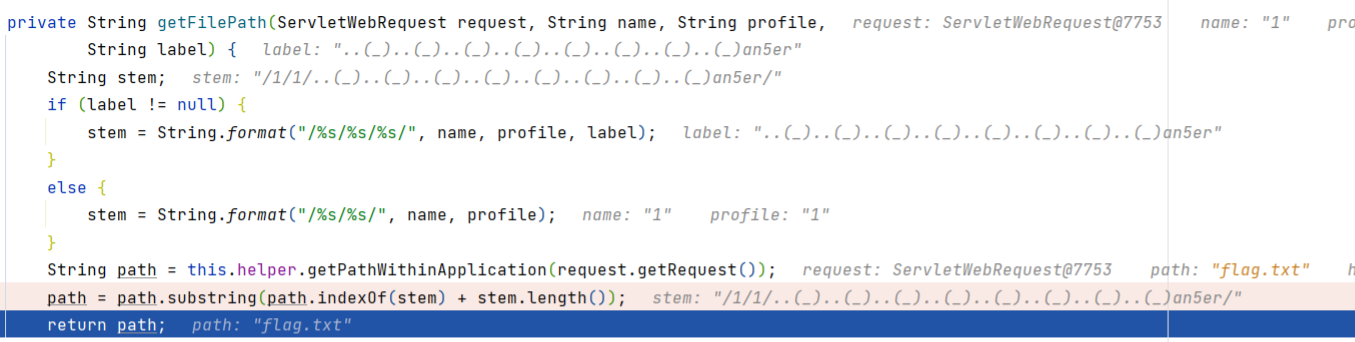 private String getFilePath(ServletWebRequest request, String name, String profile,   request: ServletWebRequest@7753   name: "1"   pro
String label) {   label: "..(_)..(_)..(_)..(_)..(_)..(_)..(_)..(_)an5er"
String stem;   stem: "/1/1/..(_)..(_)..(_)..(_)..(_)..(_)..(_)..(_)an5er/"
if (label != null) {
stem = String.format("/%s/%s/%s/", name, profile, label);   label: "..(_)..(_)..(_)..(_)..(_)..(_)..(_)..(_)an5er"
}
else {
stem = String.format("/%s/%s/", name, profile);   name: "1"   profile: "1"
}
String path = this.helper.getPathWithinApplication(request.getRequest());   request: ServletWebRequest@7753   path: "flag.txt"   h
path = path.substring(path.indexOf(stem) + stem.length());   stem: "/1/1/..(_)..(_)..(_)..(_)..(_)..(_)..(_)..(_)an5er/"
return path;   path: "flag.txt"